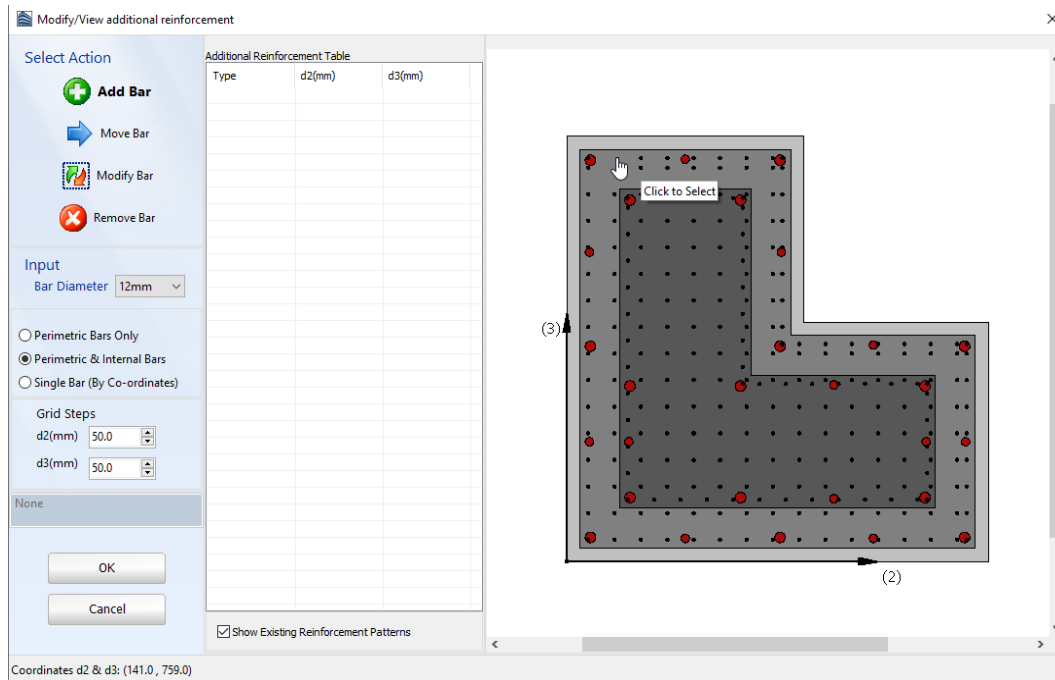 Modify/View additional reinforcement
Select Action
Add Bar
Move Bar
Modify Bar
Remove Bar
Input
Bar Diameter 12mm
Perimetric Bars Only
Perimetric & Internal Bars
Single Bar (By Co-ordinates)
Grid Steps
d2(mm) 50.0
d3(mm) 50.0
None
OK
Cancel
Additional Reinforcement Table
Type d2(mm) d3(mm)
Show Existing Reinforcement Patterns
Click to Select
(3)
(2)
Coordinates d2 & d3: (141.0 , 759.0)